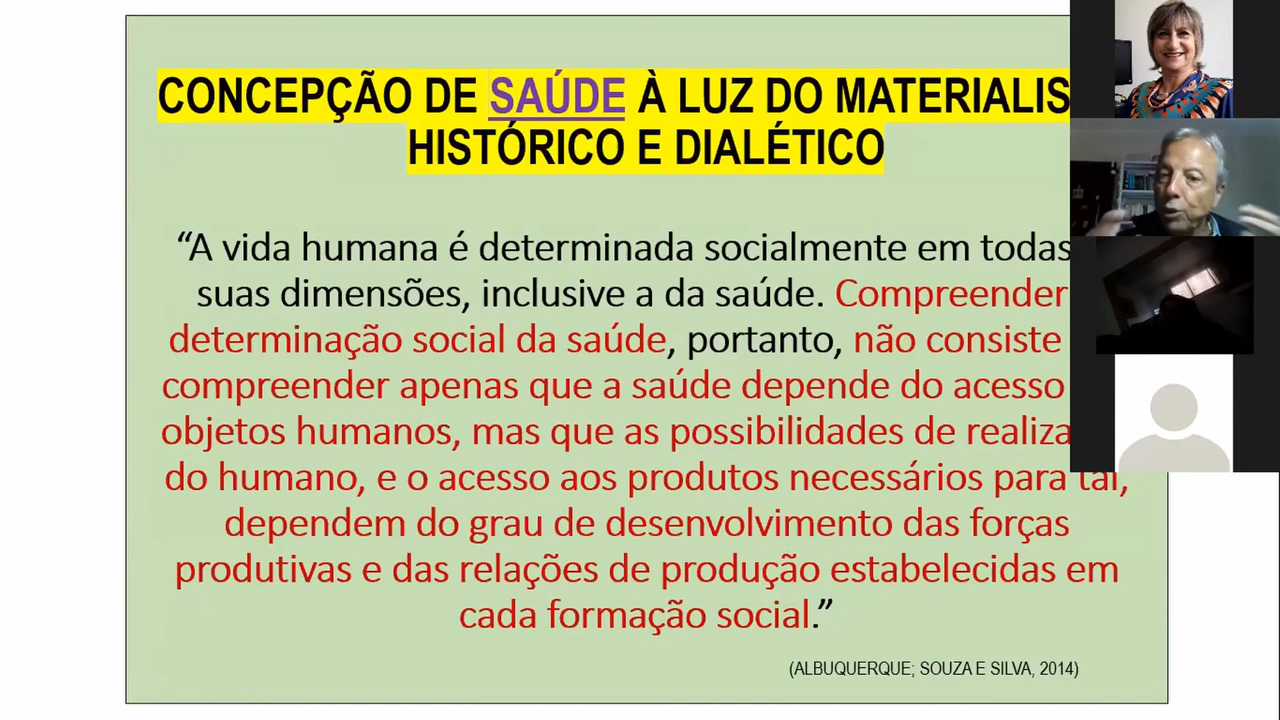 CONCEPÇÃO DE SAÚDE À LUZ DO MATERIALIS
HISTÓRICO E DIALÉTICO
“A vida humana é determinada socialmente em todas
suas dimensões, inclusive a da saúde. Compreender
determinação social da saúde, portanto, não consiste
compreender apenas que a saúde depende do acesso
objetos humanos, mas que as possibilidades de realiza
do humano, e o acesso aos produtos necessários para tal,
dependem do grau de desenvolvimento das forças
produtivas e das relações de produção estabelecidas em
cada formação social.”
(ALBUQUERQUE; SOUZA E SILVA, 2014)